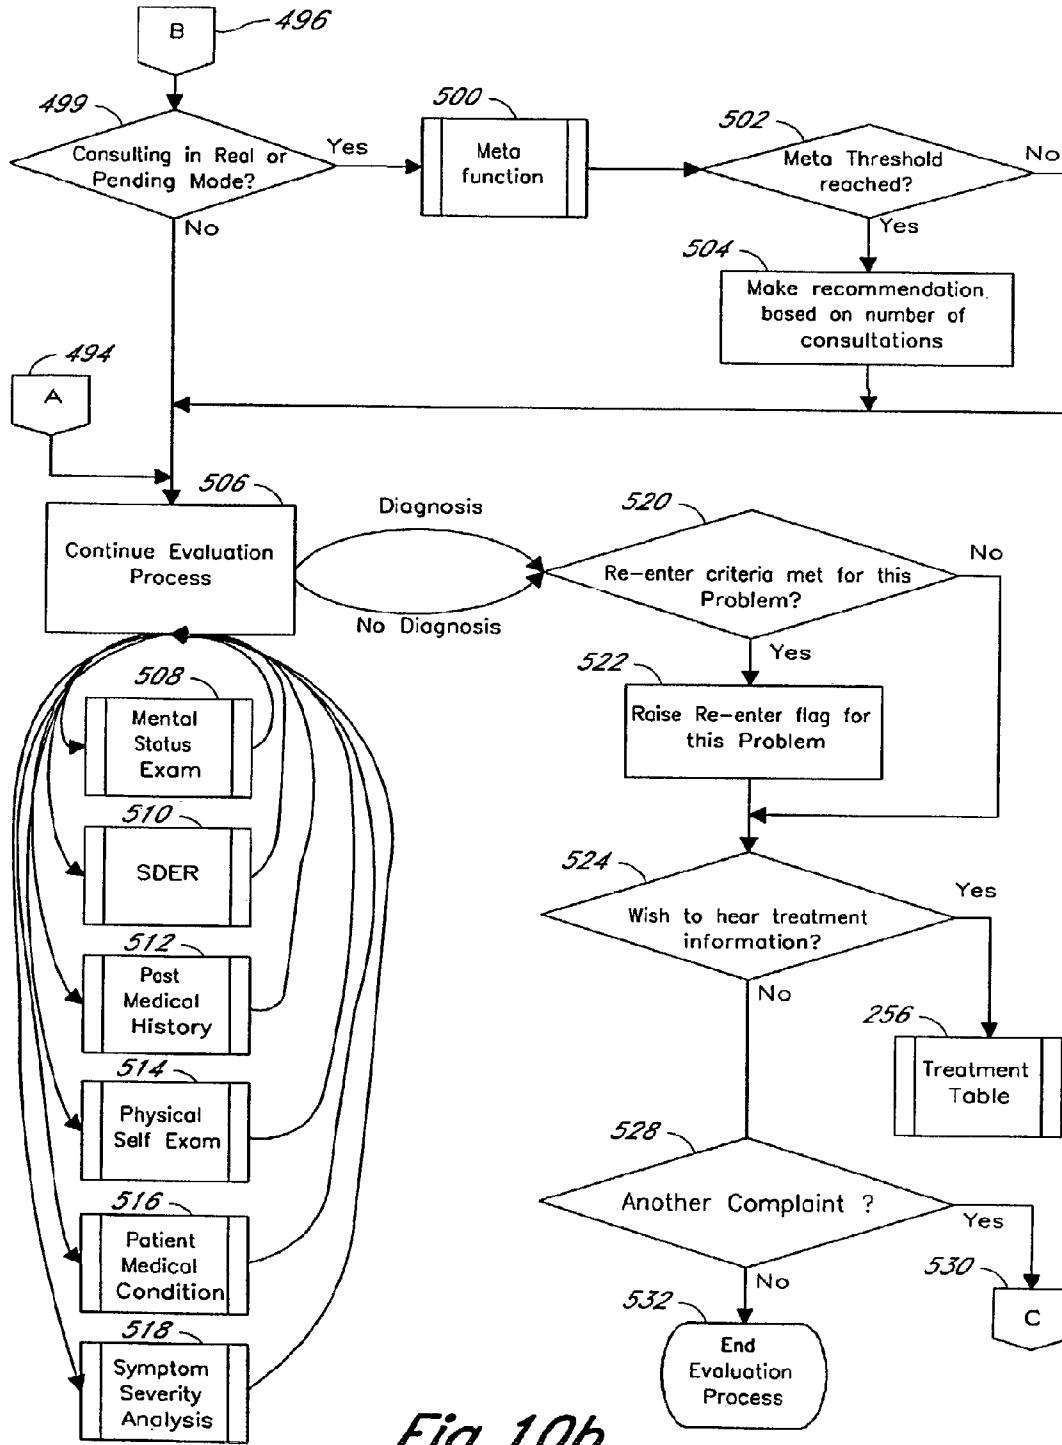 B
496
499
Consulting in Real or
Pending Mode?
Yes
No
500
Meta
function
502
Meta Threshold
reached?
No
Yes
504
Make recommendation
based on number of
consultations
494
A
506
Continue Evaluation
Process
Diagnosis
No Diagnosis
520
Re-enter criteria met for this
Problem?
No
Yes
522
Raise Re-enter flag for
this Problem
508
Mental
Status
Exam
510
SDER
512
Past
Medical
History
514
Physical
Self Exam
516
Patient
Medical
Condition
518
Symptom
Severity
Analysis
524
Wish to hear treatment
information?
Yes
No
256
Treatment
Table
528
Another Complaint ?
Yes
No
530
C
532
End
Evaluation
Process
Fig. 10b